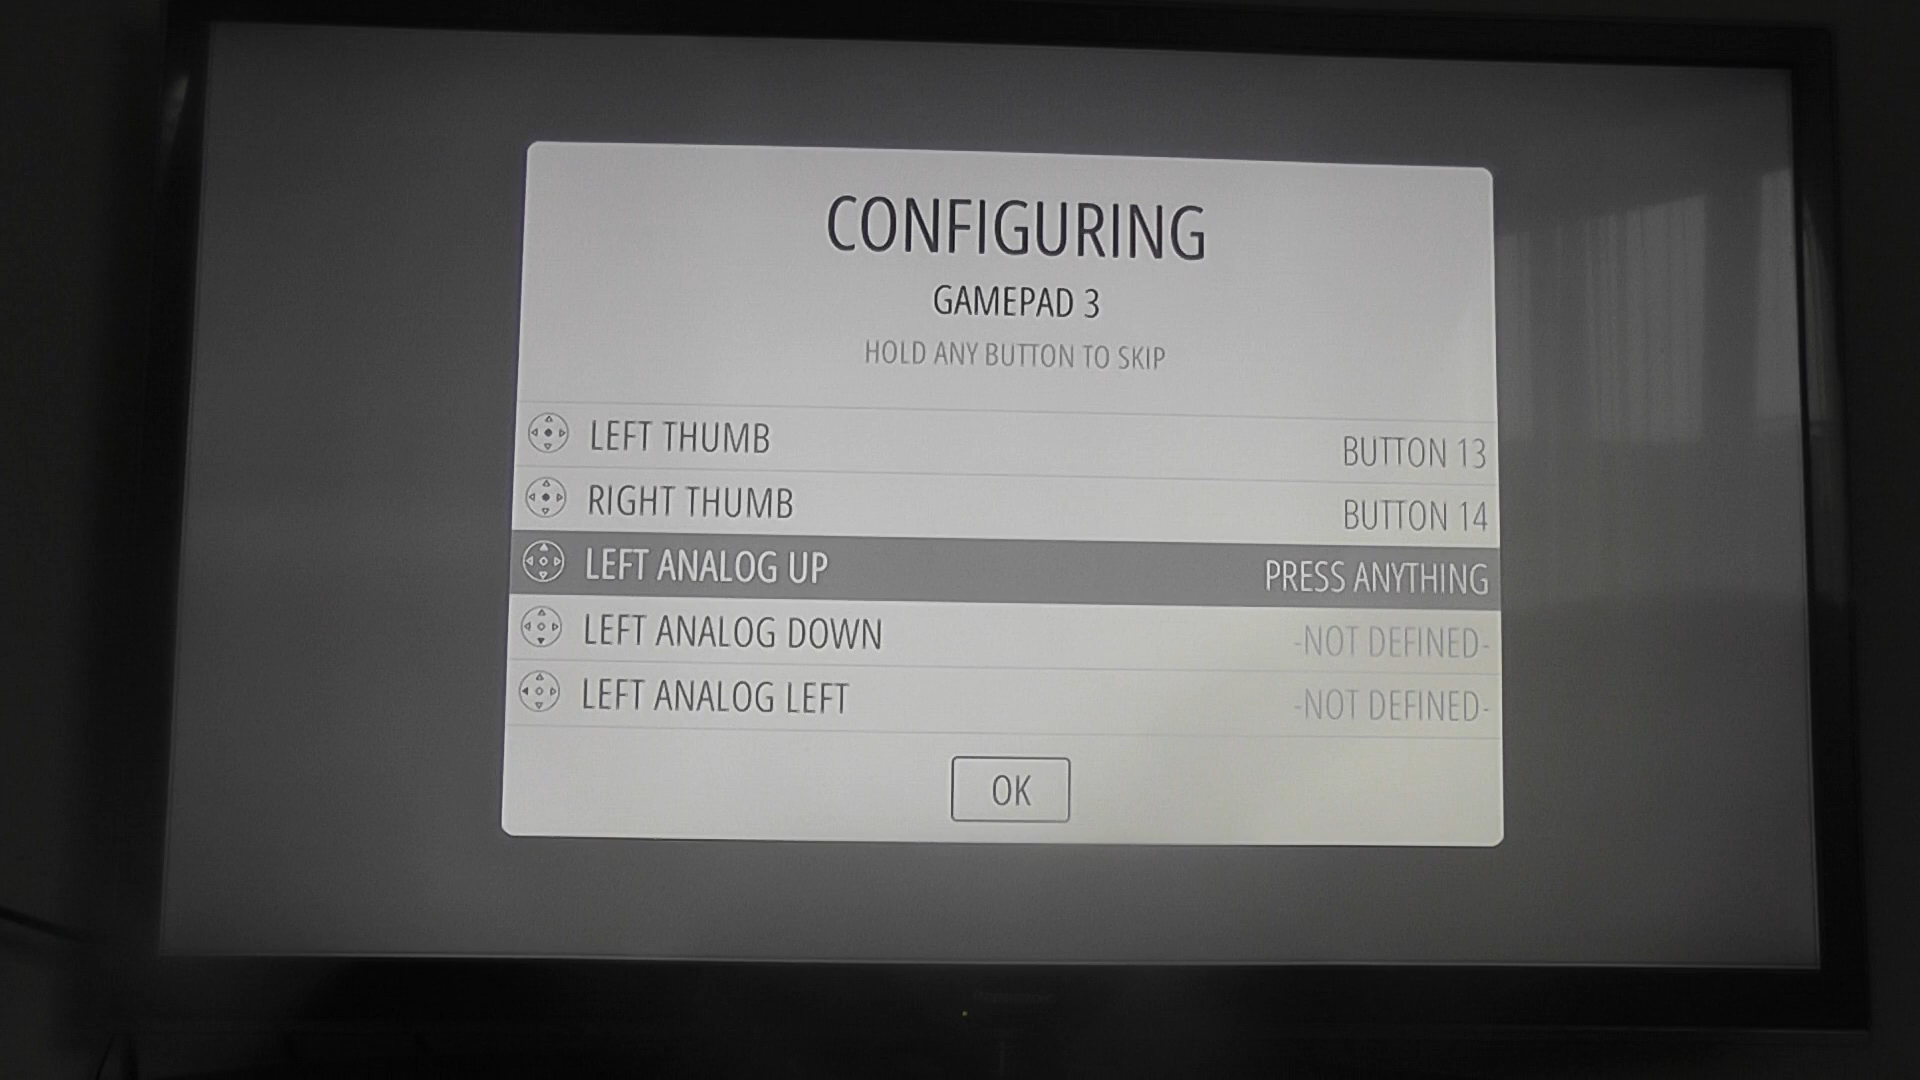 CONFIGURING
GAMEPAD 3
HOLD ANY BUTTON TO SKIP
LEFT THUMB BUTTON 13
RIGHT THUMB BUTTON 14
LEFT ANALOG UP PRESS ANYTHING
LEFT ANALOG DOWN -NOT DEFINED-
LEFT ANALOG LEFT -NOT DEFINED-
OK